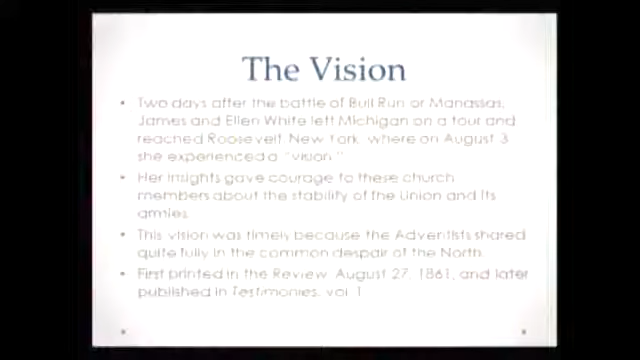 The Vision
• Two days after the battle of Bull Run or Manassas,
James and Ellen White left Michigan on a tour and
reached Roosevelt, New York, where on August 3
she experienced a "vision."
• Her insights gave courage to these church
members about the stability of the Union and its
armies.
• This vision was timely because the Adventists shared
quite fully in the common despair of the North.
• First printed in the Review, August 27, 1861, and later
published in Testimonies, vol. 1